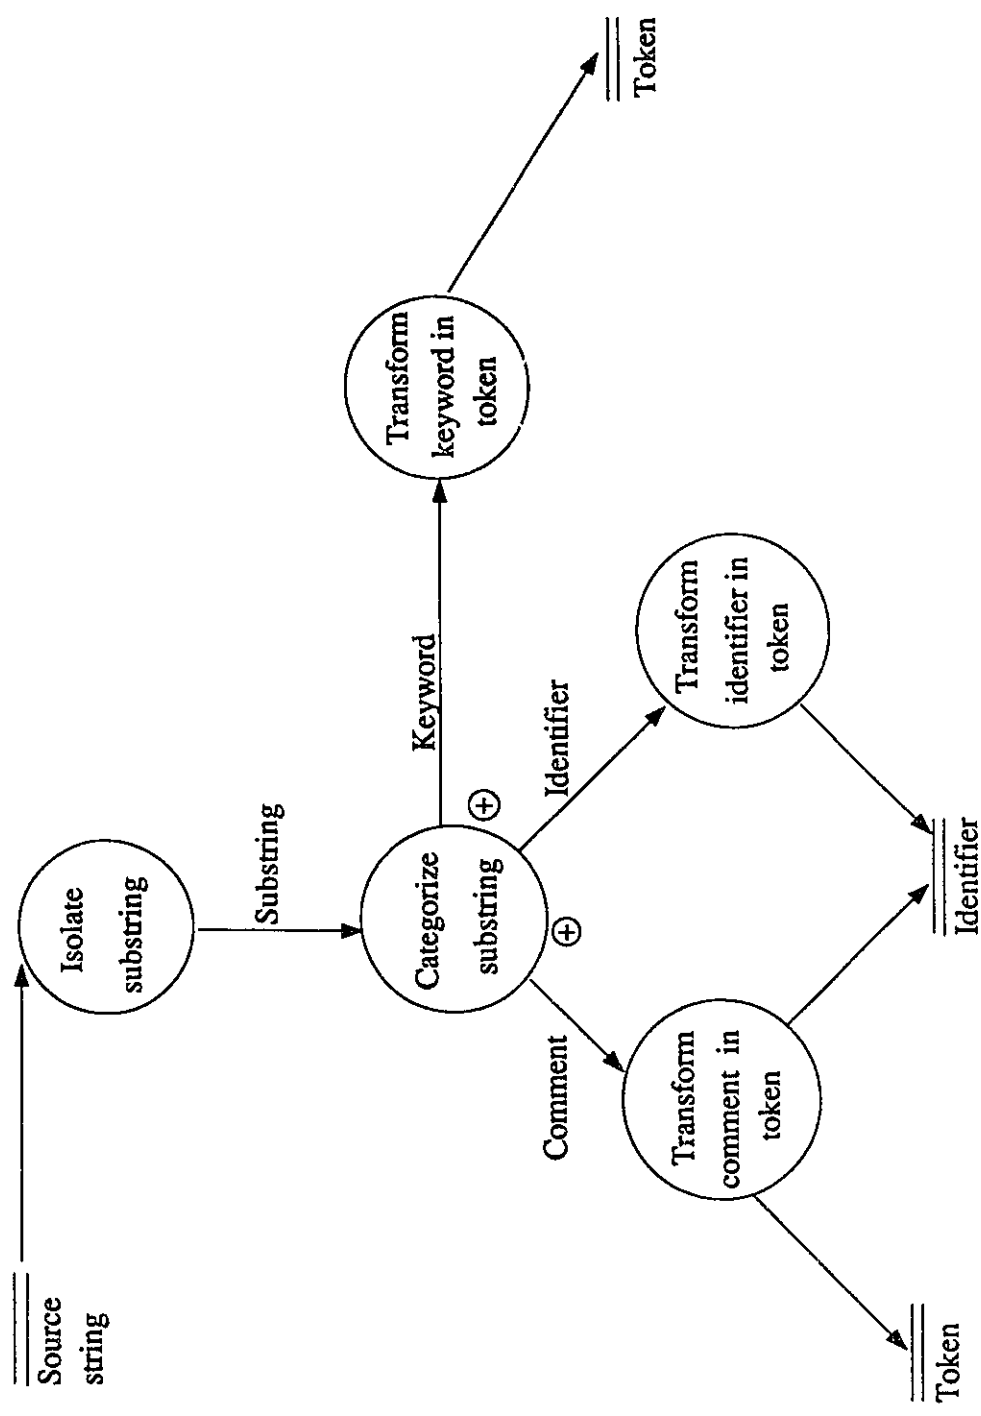 Source
string
Isolate
substring
Substring
Categorize
substring
Keyword
Transform
keyword in
token
Token
Identifier
Transform
identifier in
token
Comment
Transform
comment in
token
Identifier
Token